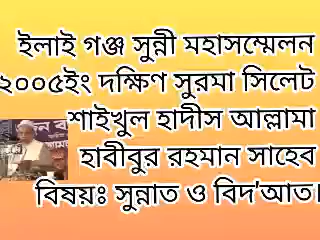 ইলাই গঞ্জ সুন্নী মহাসম্মেলন
২০০৫ইং দক্ষিণ সুরমা সিলেট
শাইখুল হাদীস আল্লামা
হাবীবুর রহমান সাহেব
বিষয়ঃ সুন্নাত ও বিদ'আত।